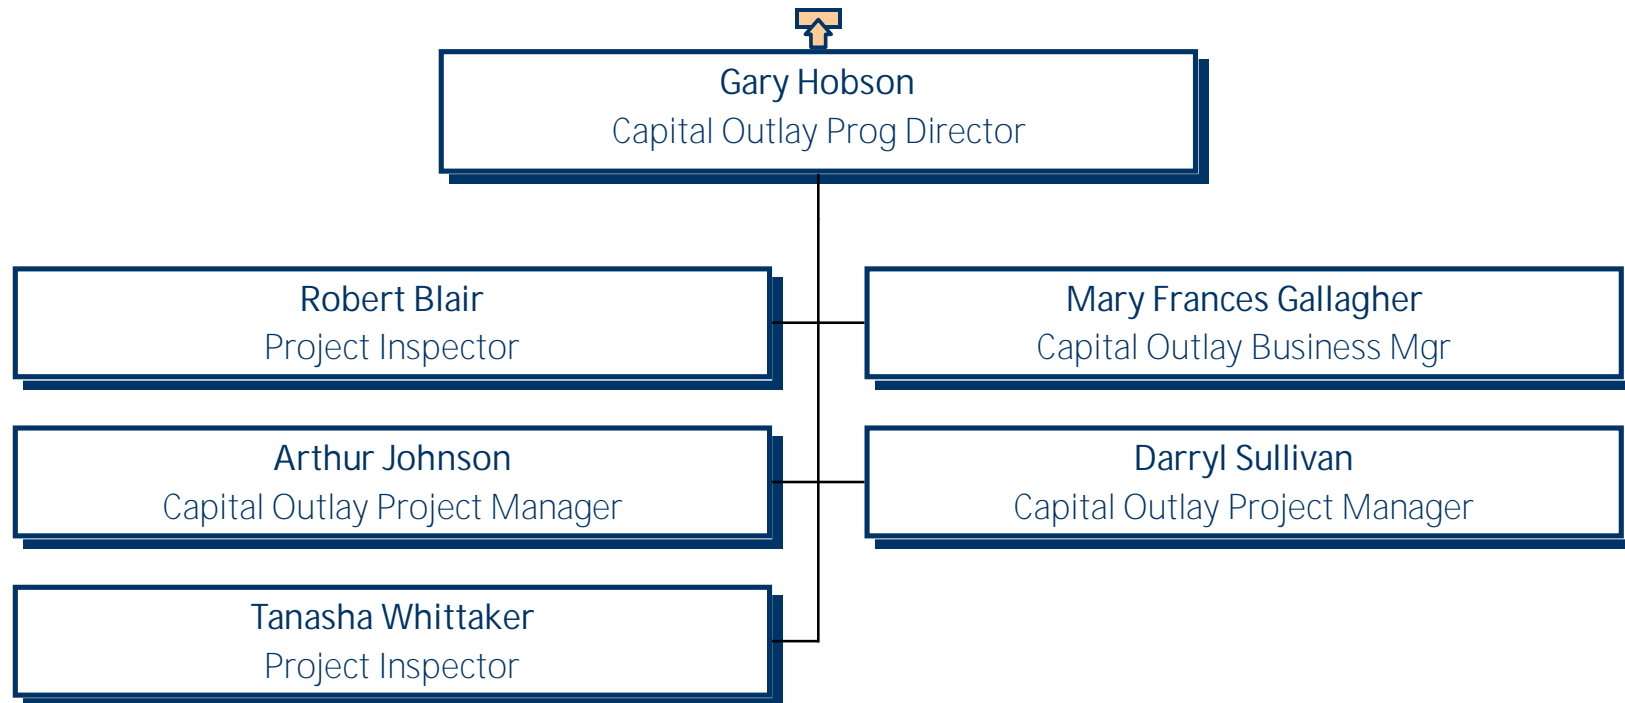 Gary Hobson
Capital Outlay Prog Director
Robert Blair
Project Inspector
Mary Frances Gallagher
Capital Outlay Business Mgr
Arthur Johnson
Capital Outlay Project Manager
Darryl Sullivan
Capital Outlay Project Manager
Tanasha Whittaker
Project Inspector